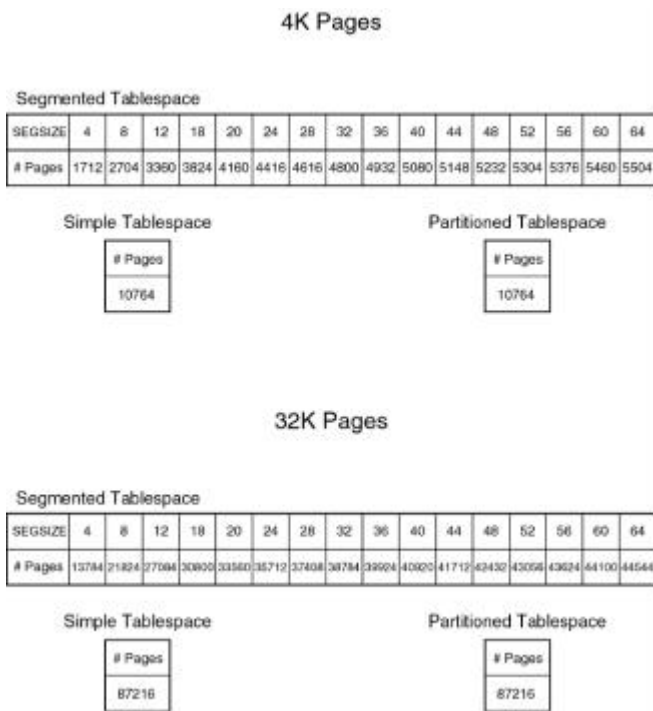 4K Pages
Segmented Tablespace
SEGSIZE 4 8 12 18 20 24 28 32 36 40 44 48 52 56 60 64
# Pages 1712 2704 3360 3824 4160 4416 4616 4800 4932 5080 5148 5232 5304 5376 5460 5504
Simple Tablespace Partitioned Tablespace
# Pages # Pages
10764 10764
32K Pages
Segmented Tablespace
SEGSIZE 4 8 12 18 20 24 28 32 36 40 44 48 52 56 60 64
# Pages 13784 21824 27084 30800 33560 35712 37408 38784 39924 40920 41712 42432 43056 43624 44100 44544
Simple Tablespace Partitioned Tablespace
# Pages # Pages
87216 87216